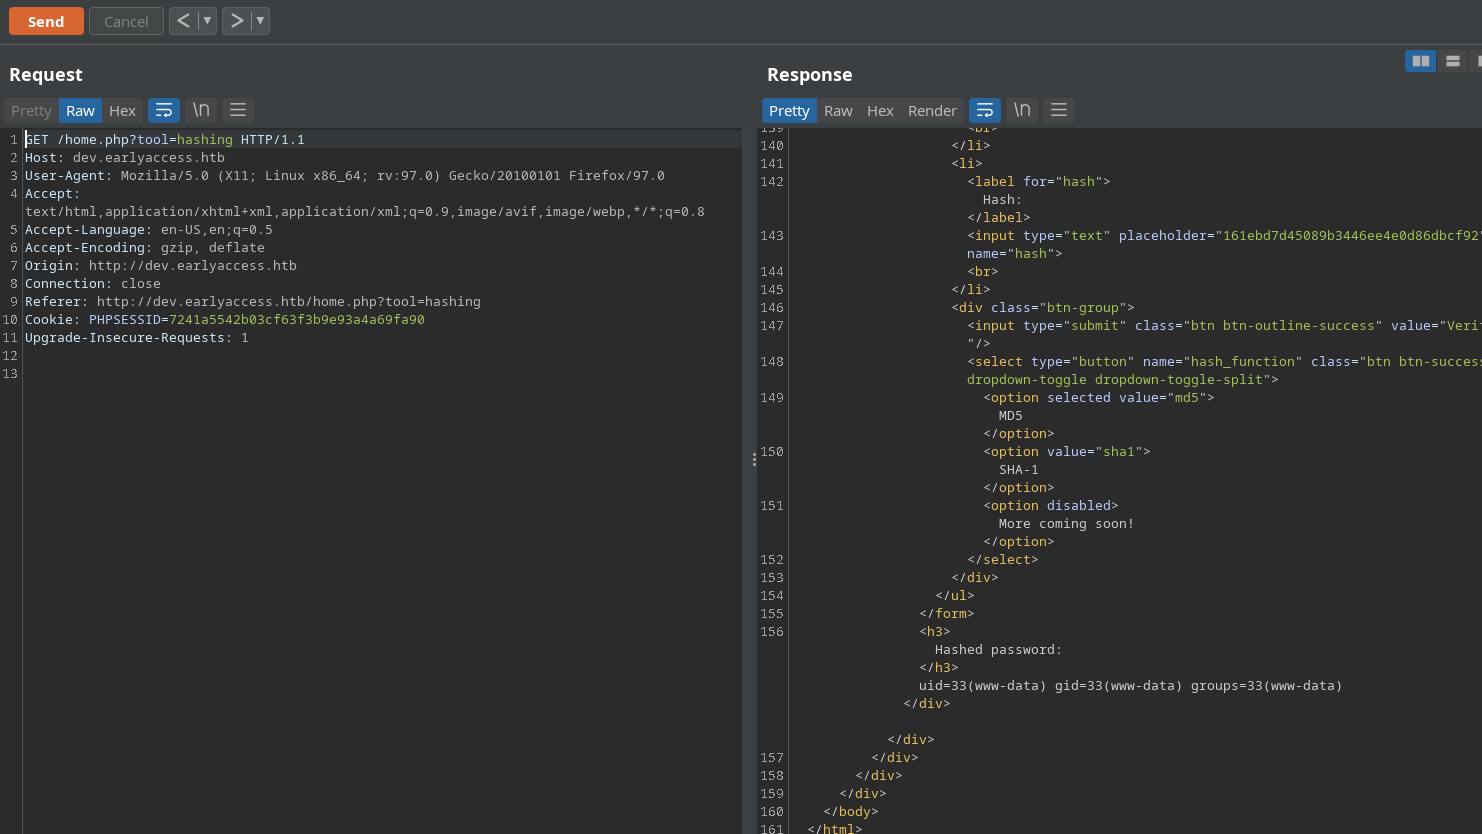 Send Cancel < ▼ > ▼
Request
Pretty Raw Hex \n
1 GET /home.php?tool=hashing HTTP/1.1
2 Host: dev.earlyaccess.htb
3 User-Agent: Mozilla/5.0 (X11; Linux x86_64; rv:97.0) Gecko/20100101 Firefox/97.0
4 Accept:
text/html,application/xhtml+xml,application/xml;q=0.9,image/avif,image/webp,*/*;q=0.8
5 Accept-Language: en-US,en;q=0.5
6 Accept-Encoding: gzip, deflate
7 Origin: http://dev.earlyaccess.htb
8 Connection: close
9 Referer: http://dev.earlyaccess.htb/home.php?tool=hashing
10 Cookie: PHPSESSID=7241a5542b03cf63f3b9e93a4a69fa90
11 Upgrade-Insecure-Requests: 1
12
13
Response
Pretty Raw Hex Render \n
139 <br>
140 </li>
141 <li>
142 <label for="hash">
Hash:
</label>
143 <input type="text" placeholder="161ebd7d45089b3446ee4e0d86dbcf92"
name="hash">
144 <br>
145 </li>
146 <div class="btn-group">
147 <input type="submit" class="btn btn-outline-success" value="Veri
"/>
148 <select type="button" name="hash_function" class="btn btn-success
dropdown-toggle dropdown-toggle-split">
149 <option selected value="md5">
MD5
</option>
150 <option value="sha1">
SHA-1
</option>
151 <option disabled>
More coming soon!
</option>
152 </select>
153 </div>
154 </ul>
155 </form>
156 <h3>
Hashed password:
</h3>
uid=33(www-data) gid=33(www-data) groups=33(www-data)
</div>
</div>
157 </div>
158 </div>
159 </div>
160 </body>
161 </html>